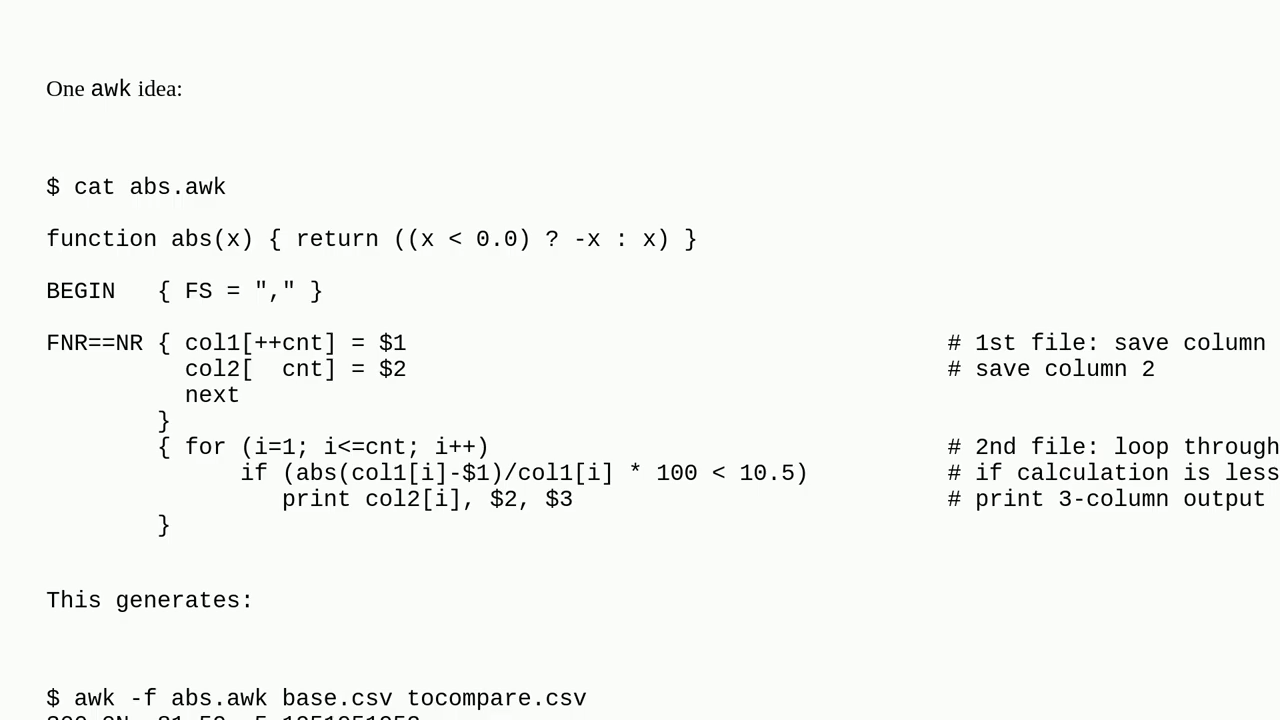 One awk idea:
$ cat abs.awk
function abs(x) { return ((x < 0.0) ? -x : x) }
BEGIN   { FS = "," }
FNR==NR { col1[++cnt] = $1                                       # 1st file: save column
          col2[  cnt] = $2                                       # save column 2
          next
        }
        { for (i=1; i<=cnt; i++)                                 # 2nd file: loop through
              if (abs(col1[i]-$1)/col1[i] * 100 < 10.5)          # if calculation is less
                 print col2[i], $2, $3                           # print 3-column output
        }
This generates:
$ awk -f abs.awk base.csv tocompare.csv